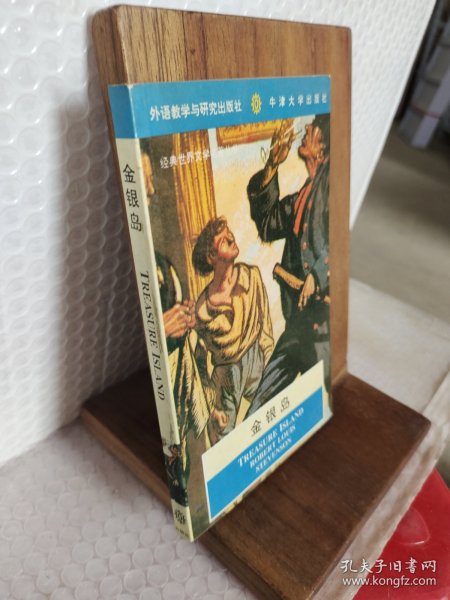 外语教学与研究出版社 牛津大学出版社
经典世界文学
金银岛
TREASURE ISLAND
金银岛
TREASURE ISLAND
ROBERT LOUIS
STEVENSON
孔夫子旧书网
www.kongfz.com